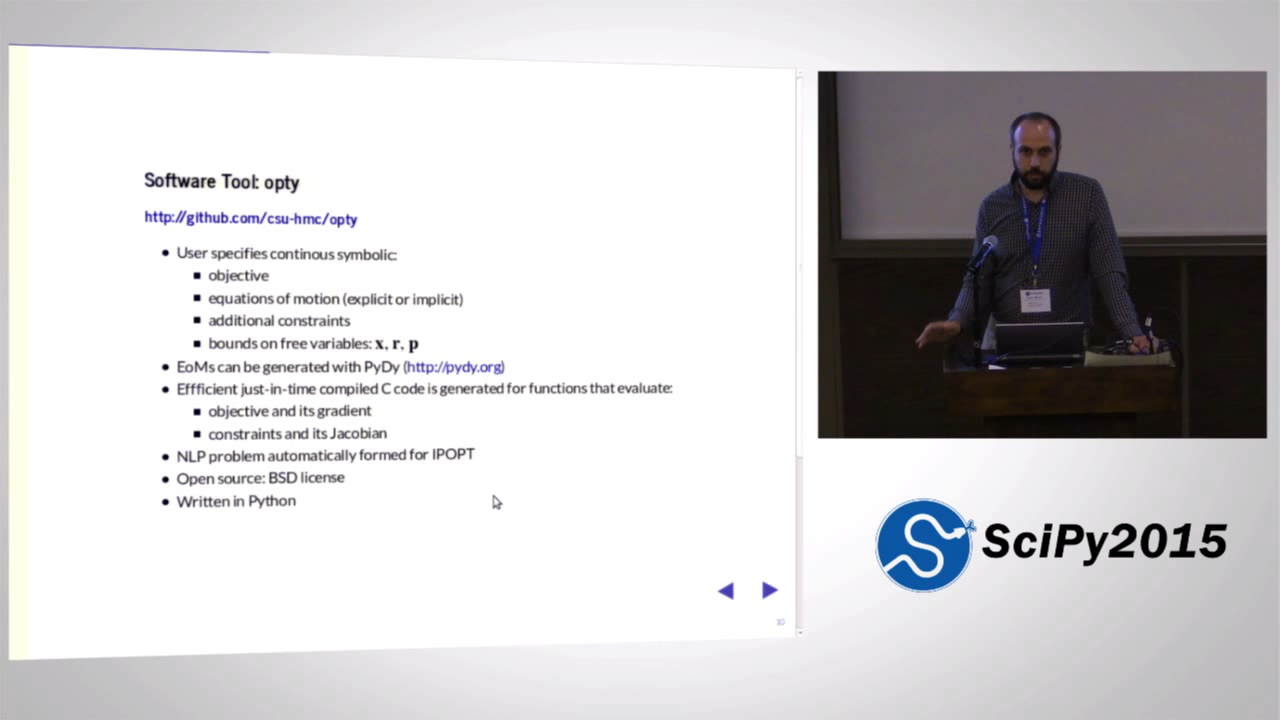 Software Tool: opty
http://github.com/csu-hmc/opty
• User specifies continous symbolic:
▪ objective
▪ equations of motion (explicit or implicit)
▪ additional constraints
▪ bounds on free variables: x, r, p
• EoMs can be generated with PyDy (http://pydy.org)
• Effficient just-in-time compiled C code is generated for functions that evaluate:
▪ objective and its gradient
▪ constraints and its Jacobian
• NLP problem automatically formed for IPOPT
• Open source: BSD license
• Written in Python
10
SciPy2015